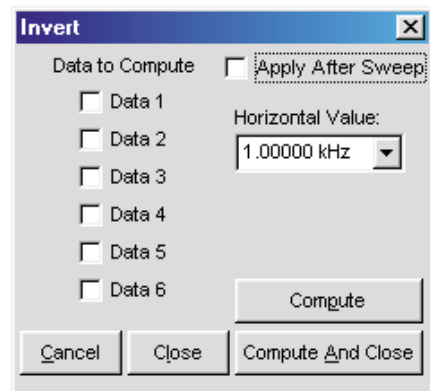 Invert
Data to Compute
Apply After Sweep
Data 1
Data 2
Data 3
Data 4
Data 5
Data 6
Horizontal Value:
1.00000 kHz
Compute
Cancel
Close
Compute And Close